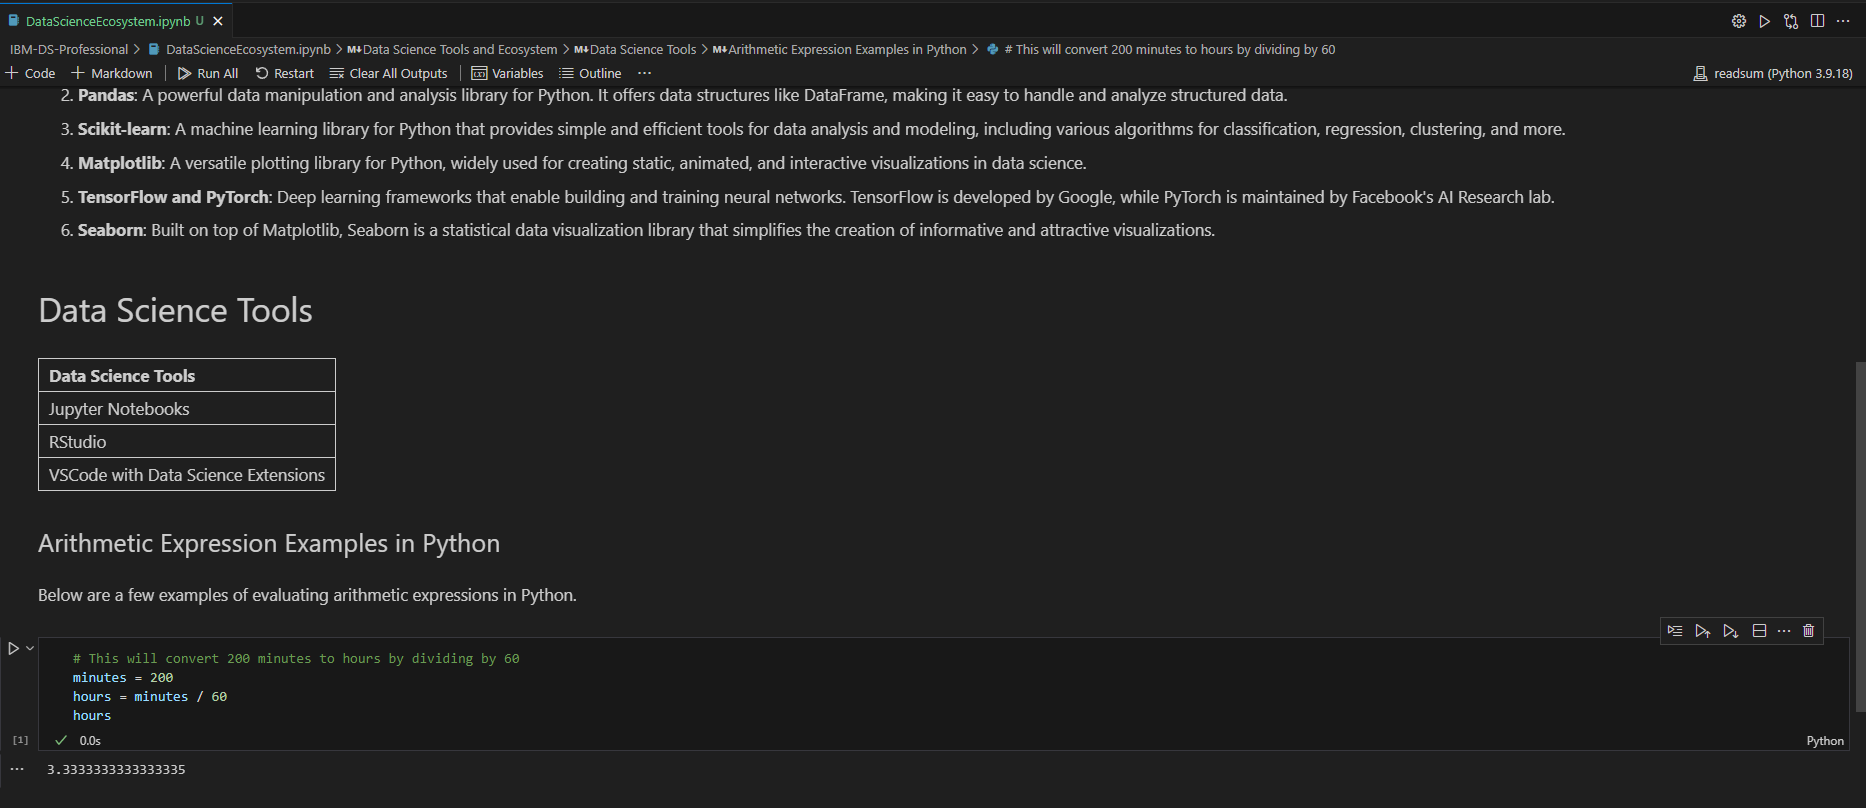 DataScienceEcosystem.ipynb U
IBM-DS-Professional > DataScienceEcosystem.ipynb > M↓Data Science Tools and Ecosystem > M↓Data Science Tools > M↓Arithmetic Expression Examples in Python > # This will convert 200 minutes to hours by dividing by 60
+ Code + Markdown Run All Restart Clear All Outputs Variables Outline ··· readsum (Python 3.9.18)
2. Pandas: A powerful data manipulation and analysis library for Python. It offers data structures like DataFrame, making it easy to handle and analyze structured data.
3. Scikit-learn: A machine learning library for Python that provides simple and efficient tools for data analysis and modeling, including various algorithms for classification, regression, clustering, and more.
4. Matplotlib: A versatile plotting library for Python, widely used for creating static, animated, and interactive visualizations in data science.
5. TensorFlow and PyTorch: Deep learning frameworks that enable building and training neural networks. TensorFlow is developed by Google, while PyTorch is maintained by Facebook's AI Research lab.
6. Seaborn: Built on top of Matplotlib, Seaborn is a statistical data visualization library that simplifies the creation of informative and attractive visualizations.
Data Science Tools
Data Science Tools
Jupyter Notebooks
RStudio
VSCode with Data Science Extensions
Arithmetic Expression Examples in Python
Below are a few examples of evaluating arithmetic expressions in Python.
# This will convert 200 minutes to hours by dividing by 60
minutes = 200
hours = minutes / 60
hours
[1] 0.0s Python
3.3333333333333335